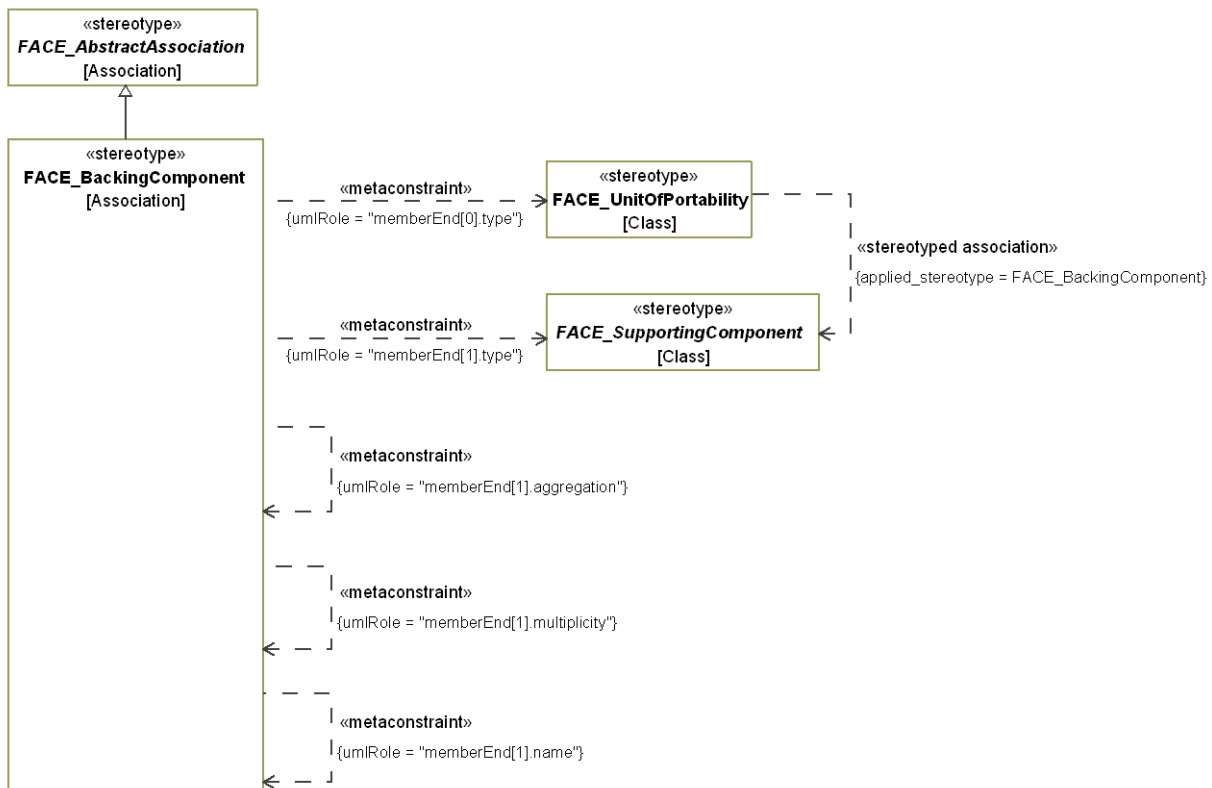 «stereotype»
FACE_AbstractAssociation
[Association]
«stereotype»
FACE_BackingComponent
[Association]
«metaconstraint»
{umlRole = "memberEnd[0].type"}
«stereotype»
FACE_UnitOfPortability
[Class]
«stereotyped association»
{applied_stereotype = FACE_BackingComponent}
«metaconstraint»
{umlRole = "memberEnd[1].type"}
«stereotype»
FACE_SupportingComponent
[Class]
«metaconstraint»
{umlRole = "memberEnd[1].aggregation"}
«metaconstraint»
{umlRole = "memberEnd[1].multiplicity"}
«metaconstraint»
{umlRole = "memberEnd[1].name"}